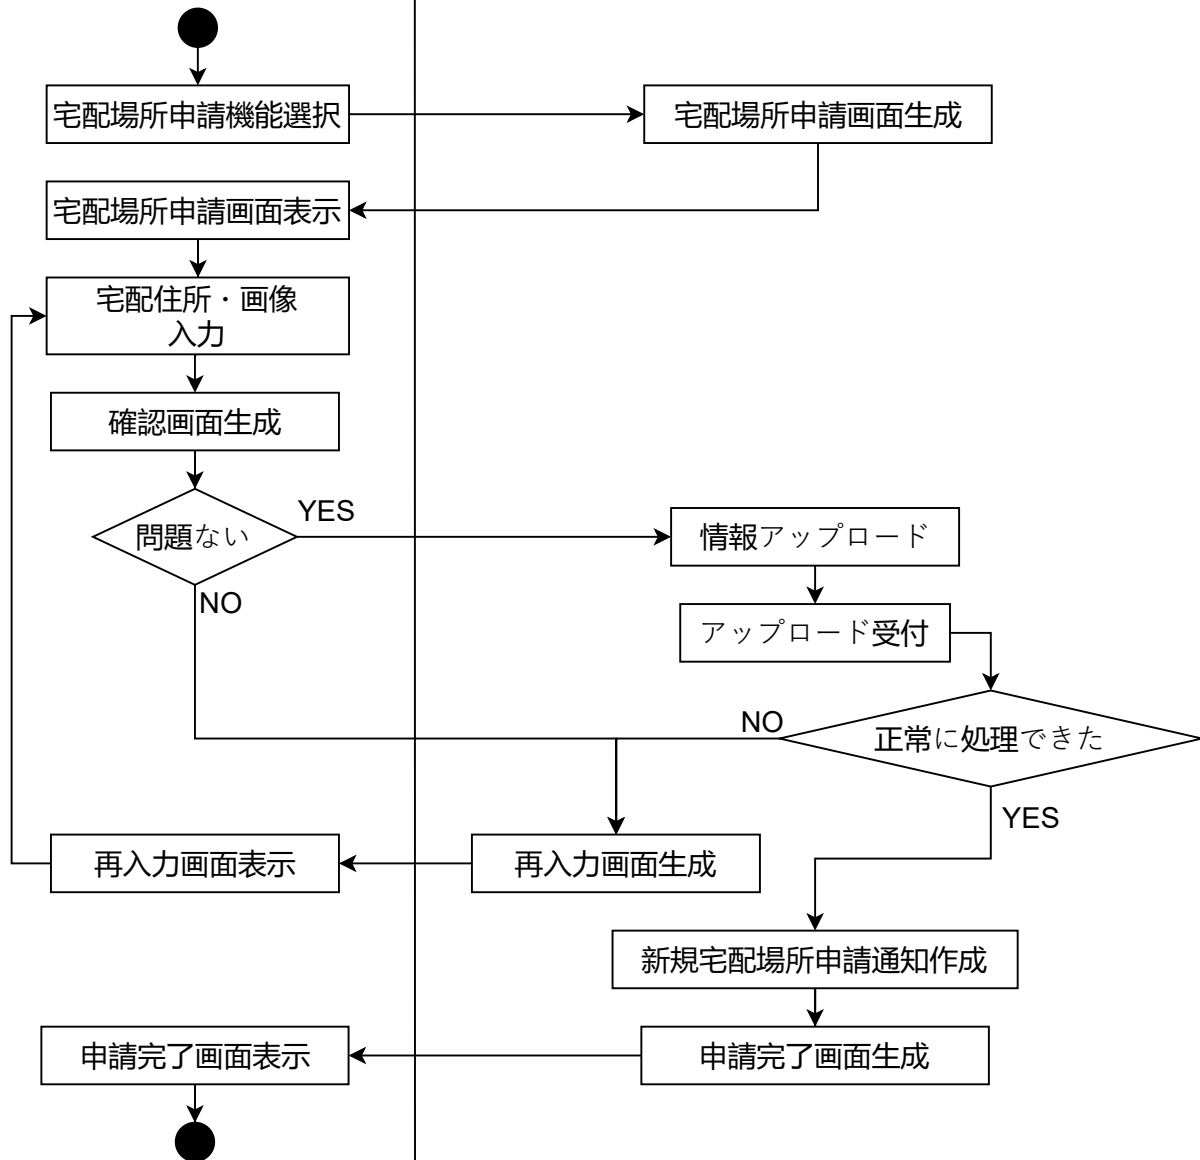 宅配場所申請機能選択
宅配場所申請画面生成
宅配場所申請画面表示
宅配住所・画像
入力
確認画面生成
問題ない
YES
NO
情報アップロード
アップロード受付
正常に処理できた
NO
YES
再入力画面表示
再入力画面生成
新規宅配場所申請通知作成
申請完了画面表示
申請完了画面生成